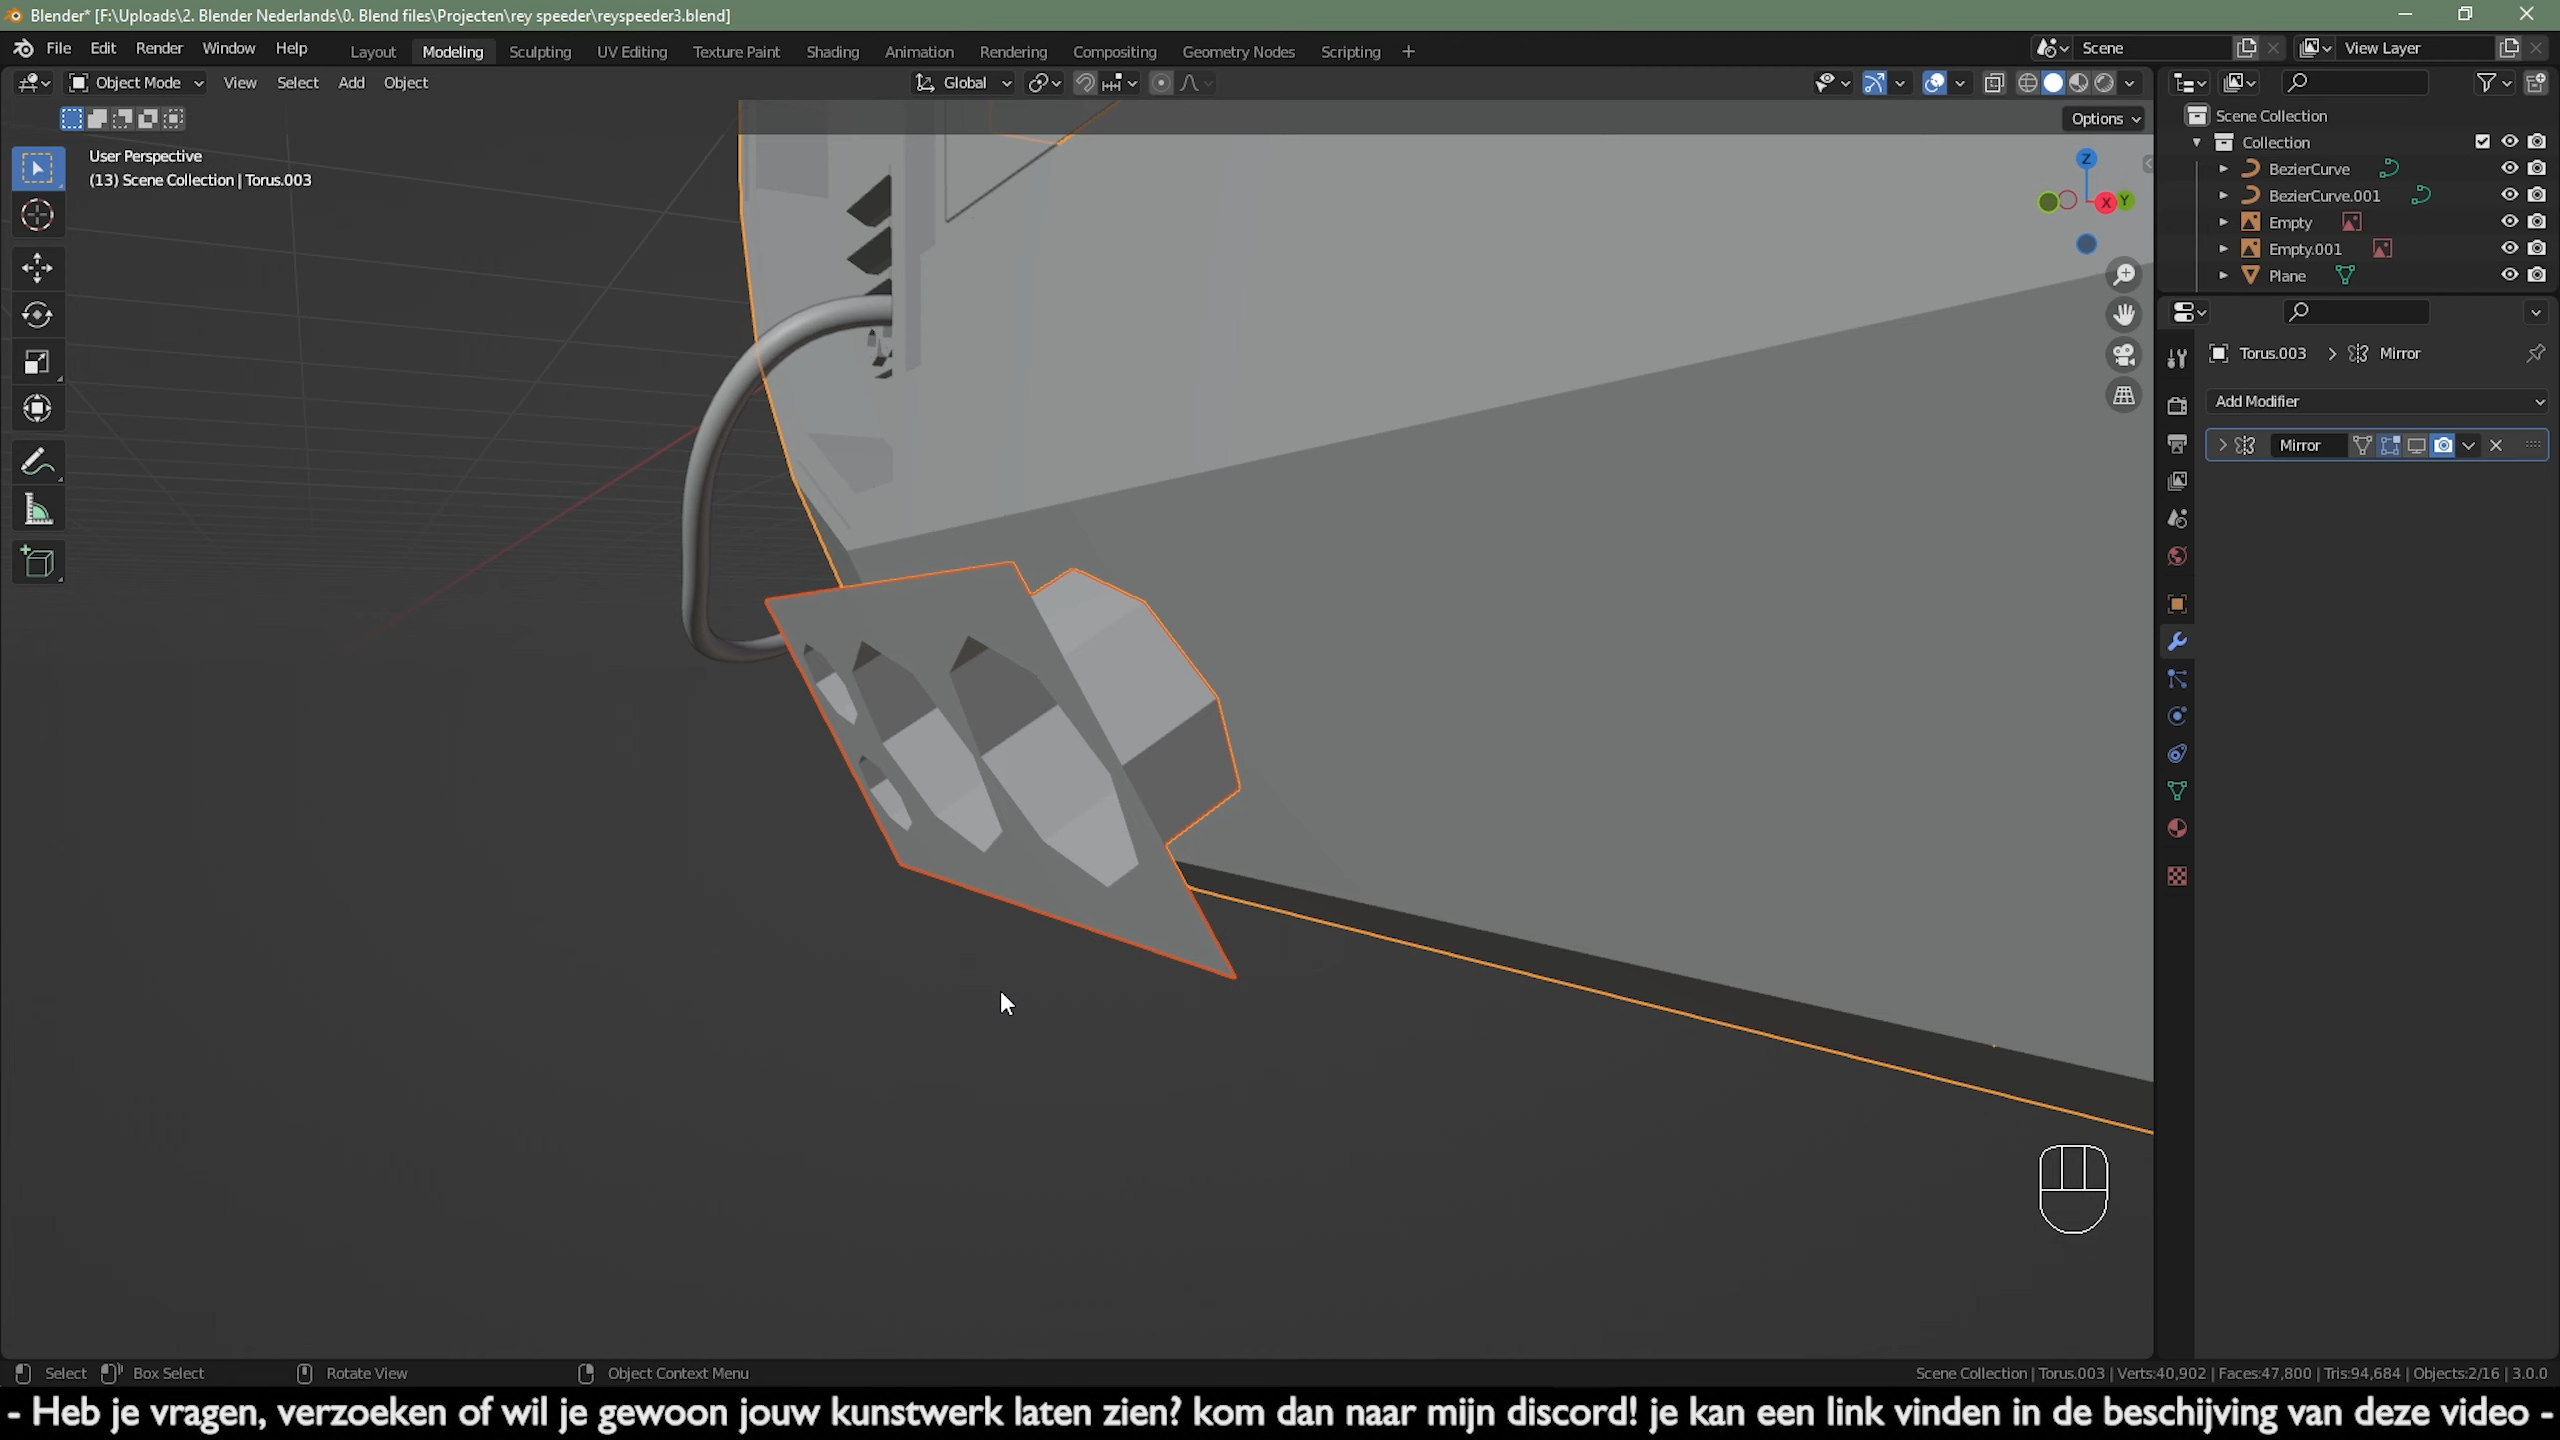 Blender* [F:\Uploads\2. Blender Nederlands\0. Blend files\Projecten\rey speeder\reyspeeder3.blend]
File Edit Render Window Help Layout Modeling Sculpting UV Editing Texture Paint Shading Animation Rendering Compositing Geometry Nodes Scripting + Scene View Layer
Object Mode View Select Add Object Global
Options
User Perspective
(13) Scene Collection | Torus.003
Z
X Y
Scene Collection
Collection
BezierCurve
BezierCurve.001
Empty
Empty.001
Plane
Torus.003 > Mirror
Add Modifier
Mirror
Select Box Select Rotate View Object Context Menu Scene Collection | Torus.003 | Verts:40,902 | Faces:47,800 | Tris:94,684 | Objects:2/16 | 3.0.0
- Heb je vragen, verzoeken of wil je gewoon jouw kunstwerk laten zien? kom dan naar mijn discord! je kan een link vinden in de beschijving van deze video -